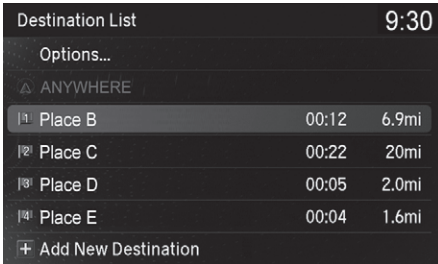 Destination List 9:30
Options...
ANYWHERE
1 Place B 00:12 6.9mi
2 Place C 00:22 20mi
3 Place D 00:05 2.0mi
4 Place E 00:04 1.6mi
+ Add New Destination